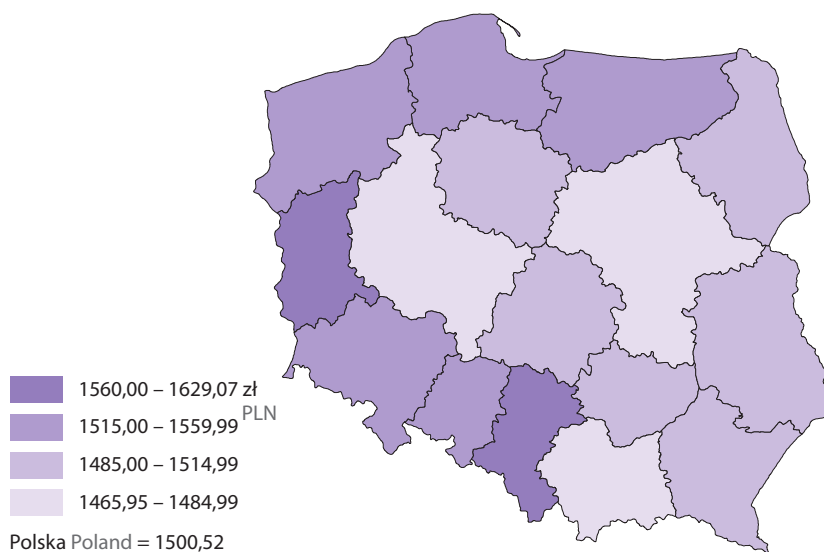 1560,00 – 1629,07 zł
PLN
1515,00 – 1559,99
1485,00 – 1514,99
1465,95 – 1484,99
Polska Poland = 1500,52